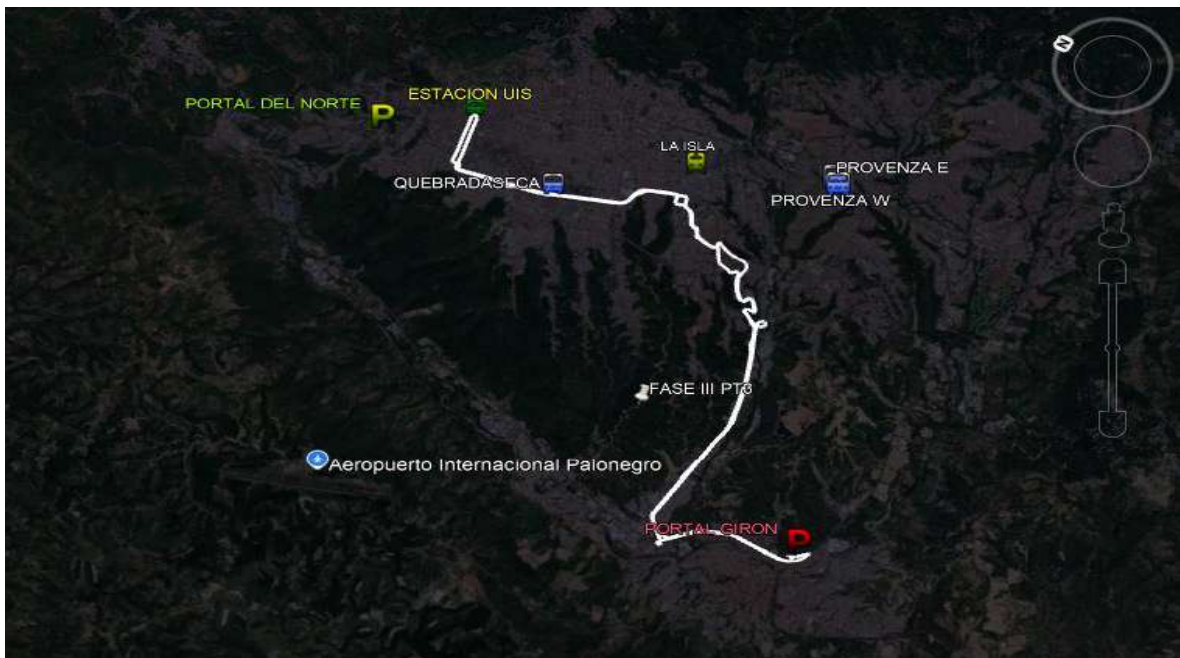 N
ESTACION UIS
PORTAL DEL NORTE P
LA ISLA
PROVENZA E
QUEBRADASECA
PROVENZA W
FASE III PT3
Aeropuerto Internacional Palonegro
PORTAL GIRON P